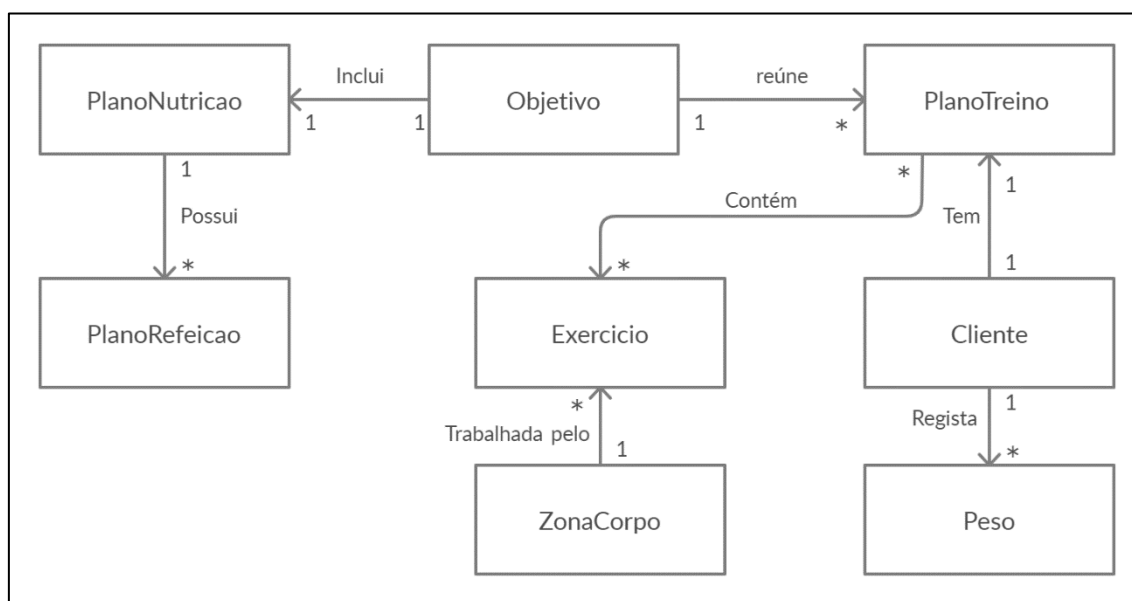 PlanoNutricao
Inclui
1
1
Objetivo
reúne
1
*
PlanoTreino
1
Possui
*
PlanoRefeicao
*
Contém
*
Exercicio
1
Tem
1
Cliente
*
Trabalhada pelo
1
ZonaCorpo
1
Regista
*
Peso